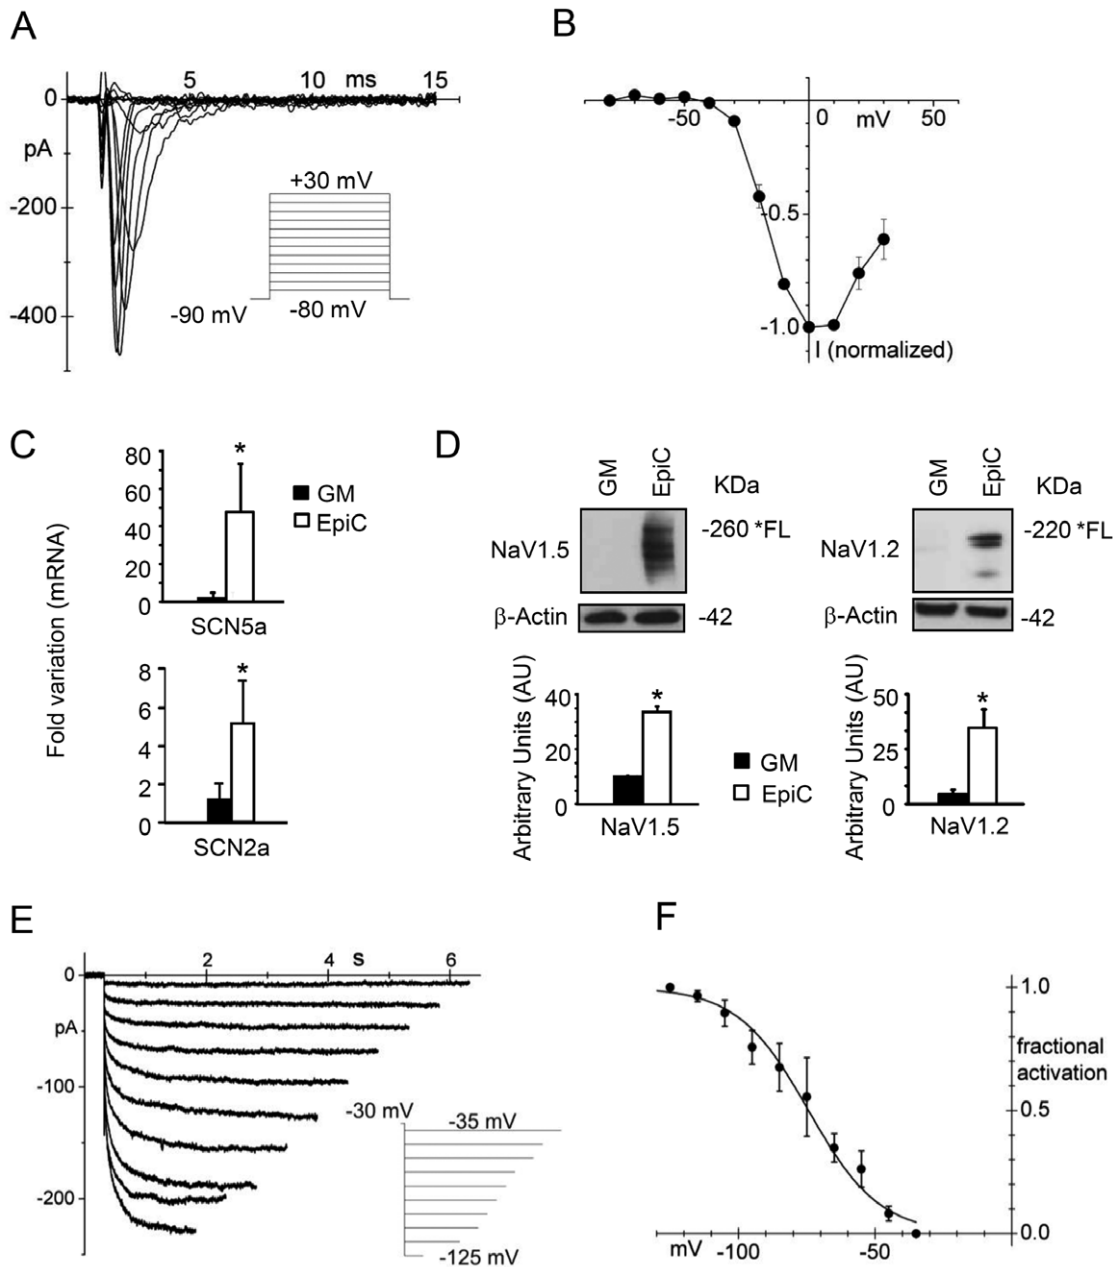 A
5 10 ms 15
0
pA
-200
-400
+30 mV
-90 mV
-80 mV
B
-50 0 mV 50
-0.5
-1.0
I (normalized)
C
Fold variation (mRNA)
80
60
40
20
0
*
SCN5a
GM
EpiC
8
6
4
2
0
*
SCN2a
D
GM EpiC KDa
NaV1.5 -260 *FL
β-Actin -42
GM EpiC KDa
NaV1.2 -220 *FL
β-Actin -42
Arbitrary Units (AU)
40
20
0
*
NaV1.5
GM
EpiC
Arbitrary Units (AU)
50
25
0
*
NaV1.2
E
2 4 s 6
0
pA
-100
-200
-30 mV
-35 mV
-125 mV
F
1.0
fractional
activation
0.5
0.0
mV -100 -50